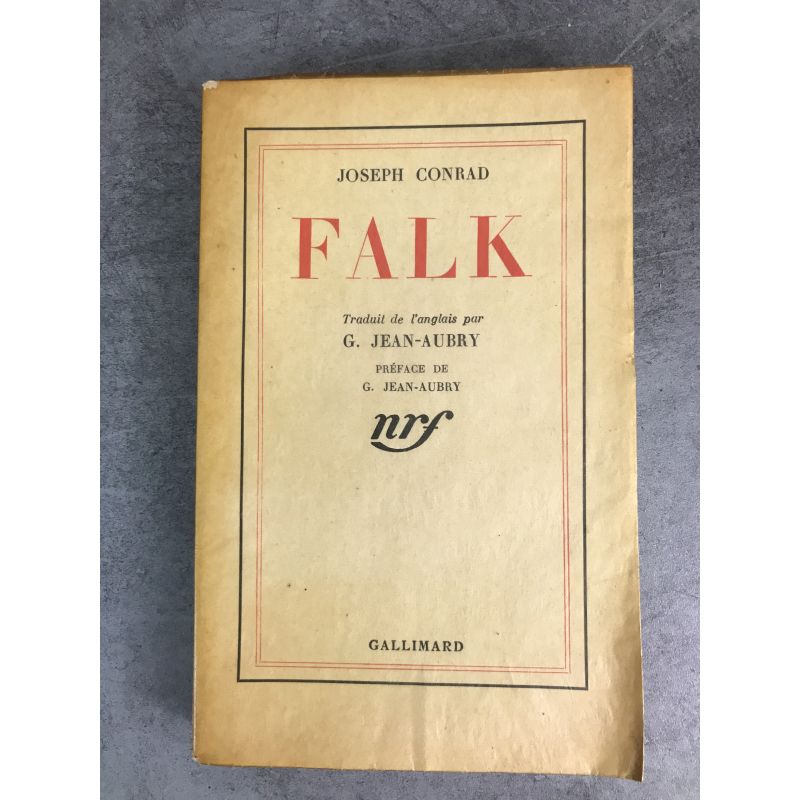 JOSEPH CONRAD
FALK
Traduit de l'anglais par
G. JEAN-AUBRY
PRÉFACE DE
G. JEAN-AUBRY
nrf
GALLIMARD